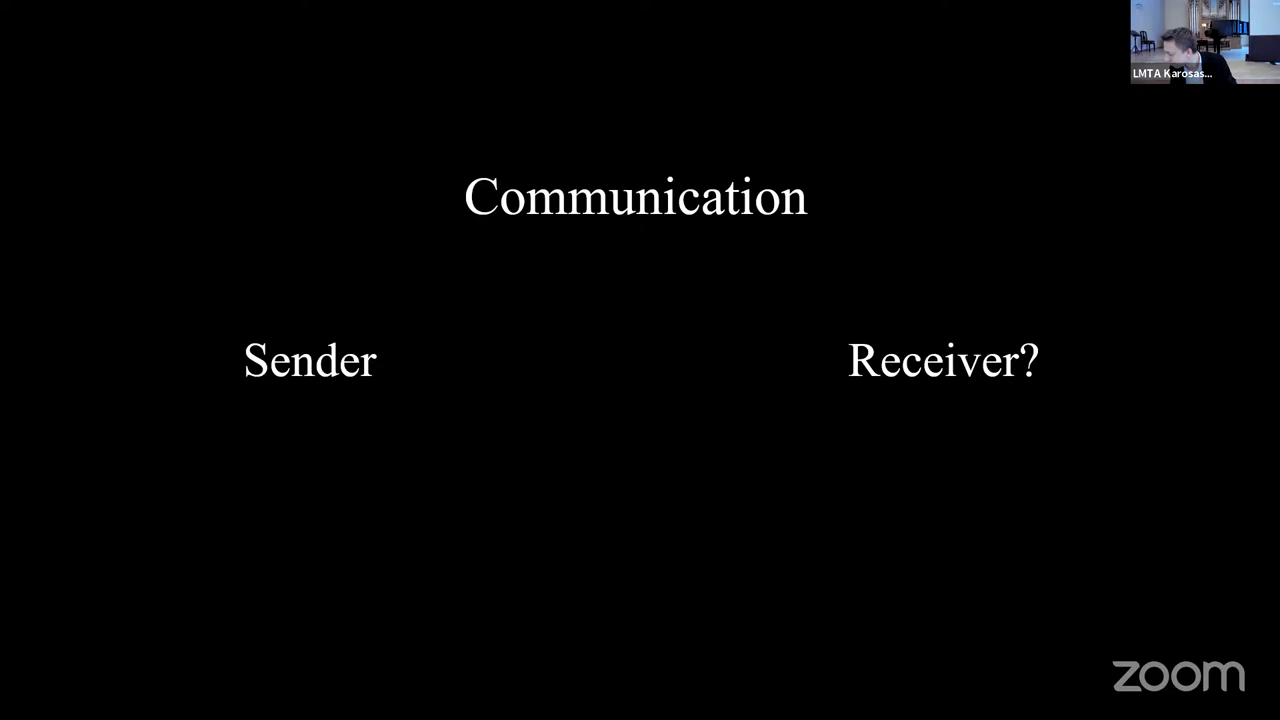 LMTA Karosas...
Communication
Sender
Receiver?
zoom